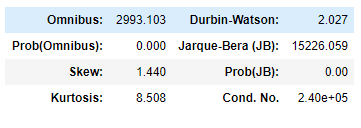 Omnibus: 2993.103 Durbin-Watson: 2.027
Prob(Omnibus): 0.000 Jarque-Bera (JB): 15226.059
Skew: 1.440 Prob(JB): 0.00
Kurtosis: 8.508 Cond. No. 2.40e+05